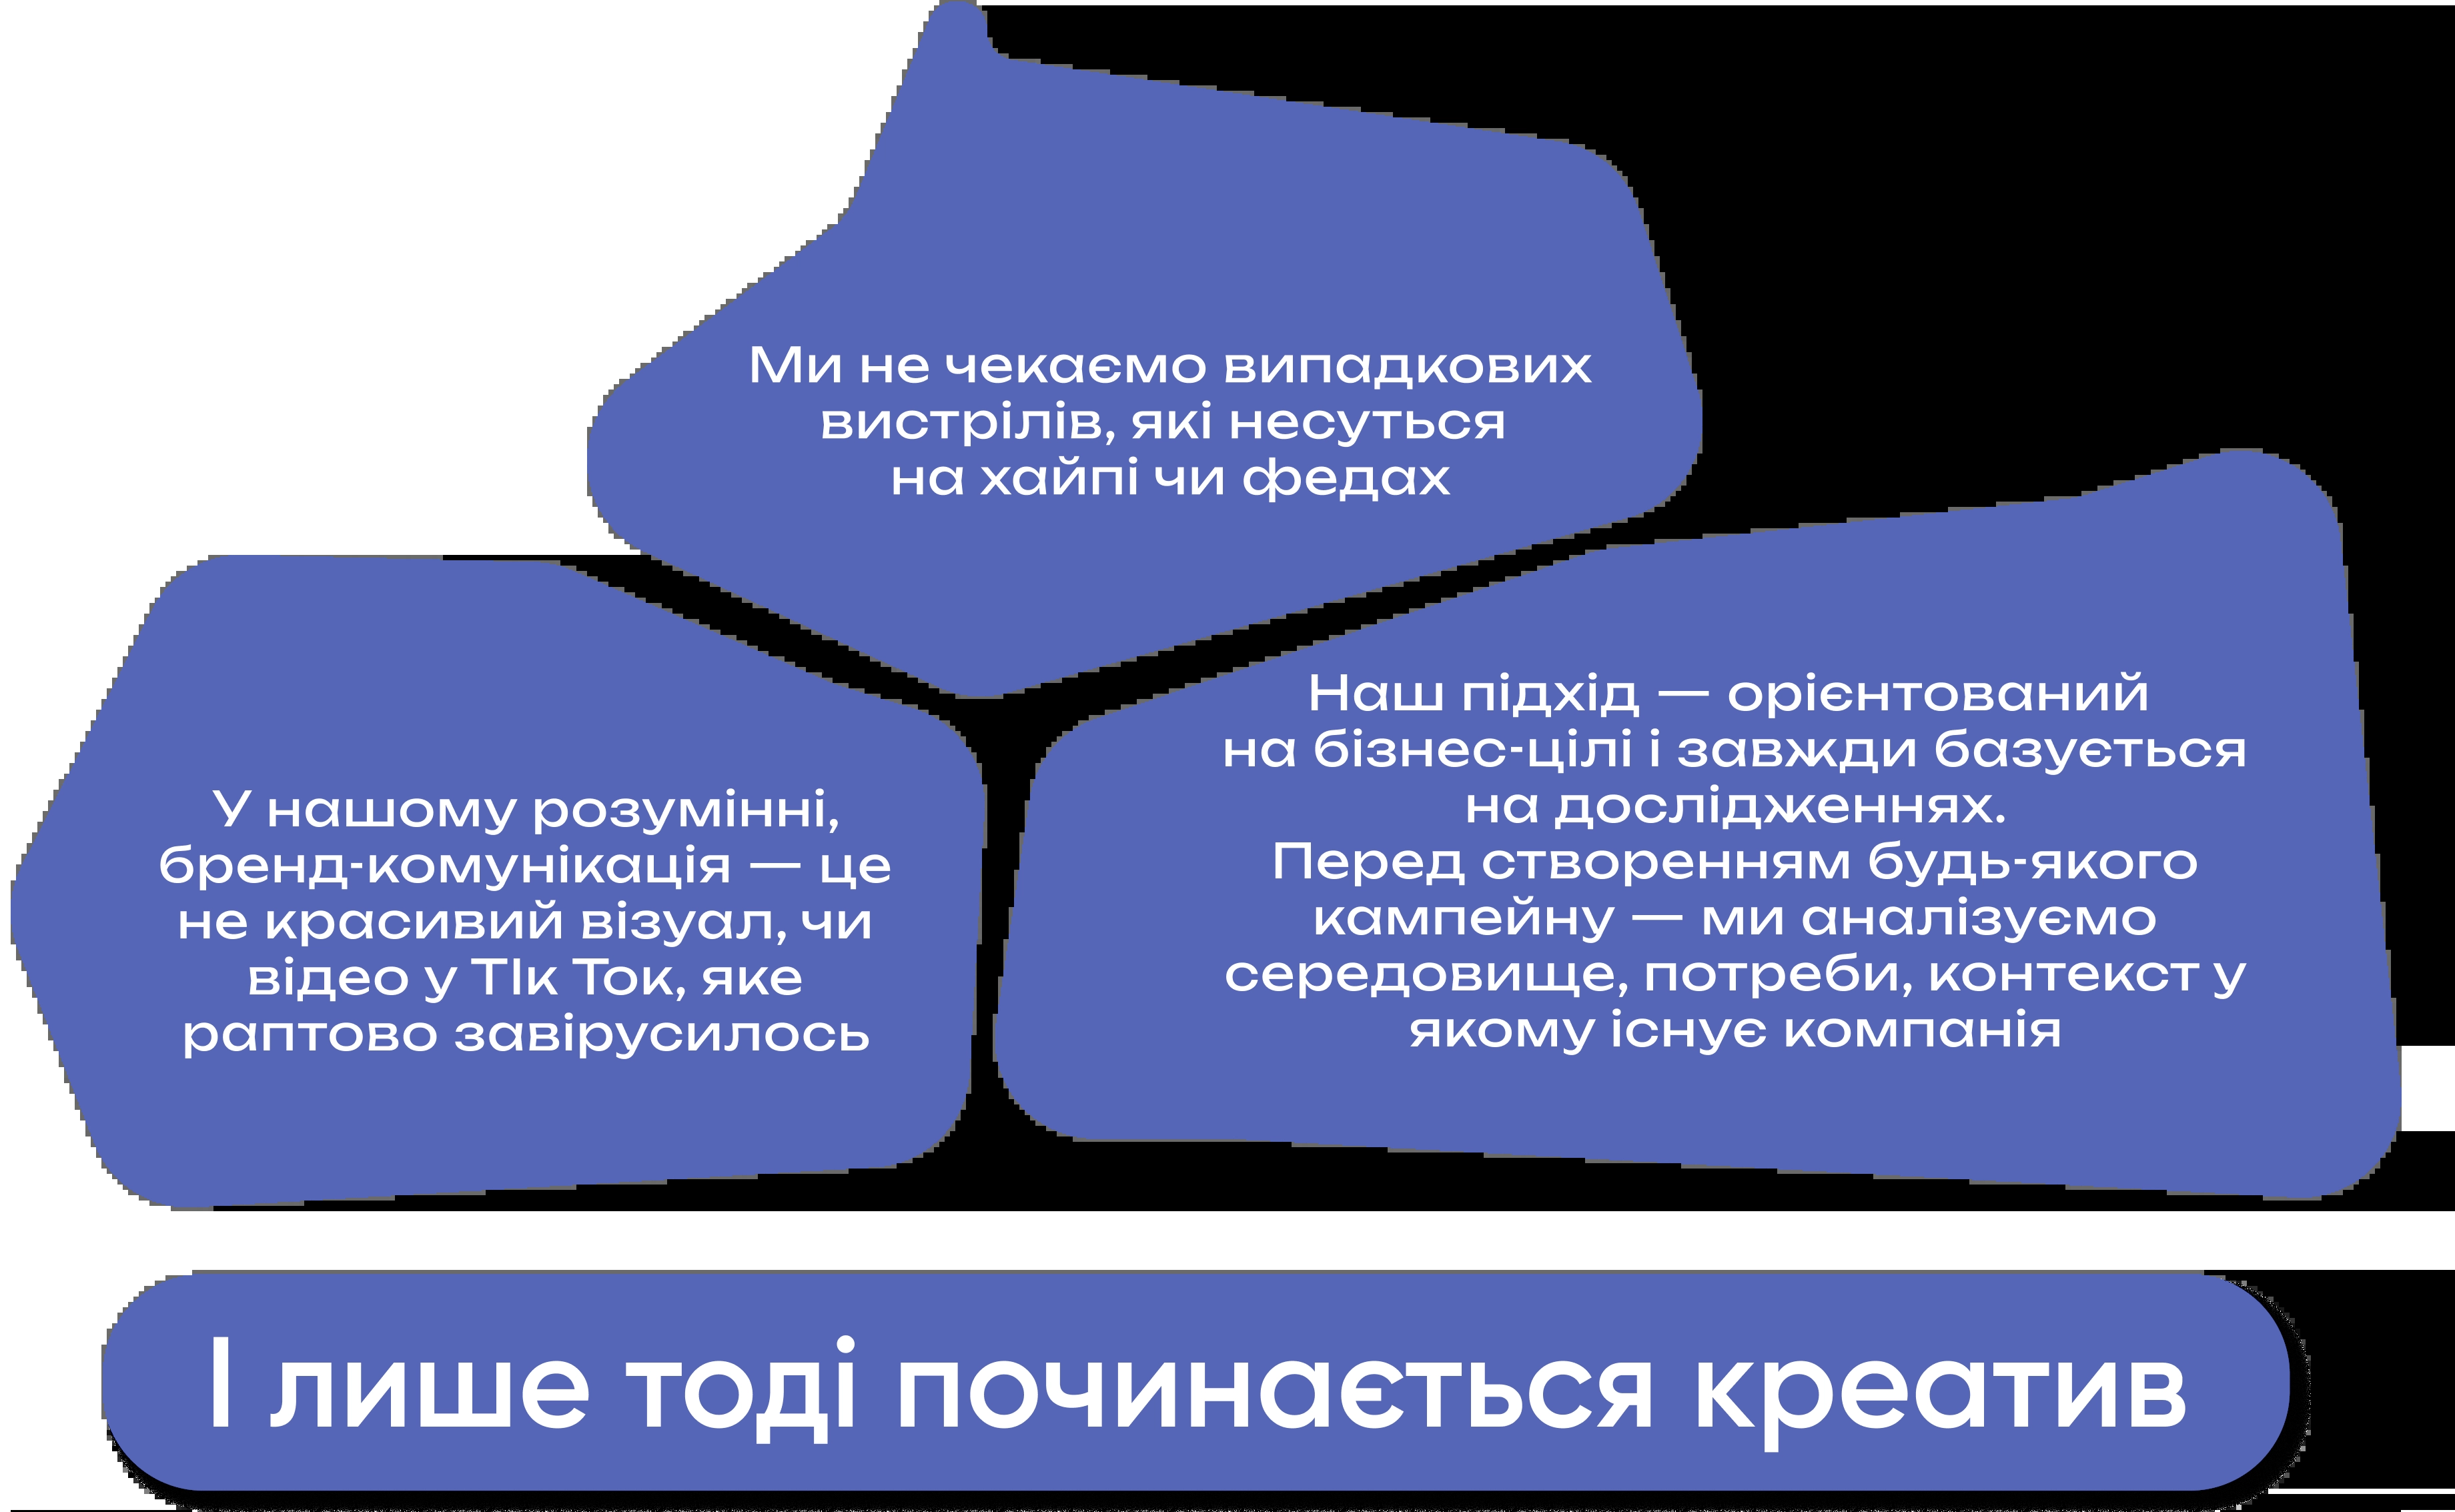 Ми не чекаємо випадкових
вистрілів, які несуться
на хайпі чи федах
У нашому розумінні,
бренд-комунікація — це
не красивий візуал, чи
відео у ТІк Ток, яке
раптово завірусилось
Наш підхід — орієнтований
на бізнес-цілі і завжди базується
на дослідженнях.
Перед створенням будь-якого
кампейну — ми аналізуємо
середовище, потреби, контекст у
якому існує компанія
І лише тоді починається креатив